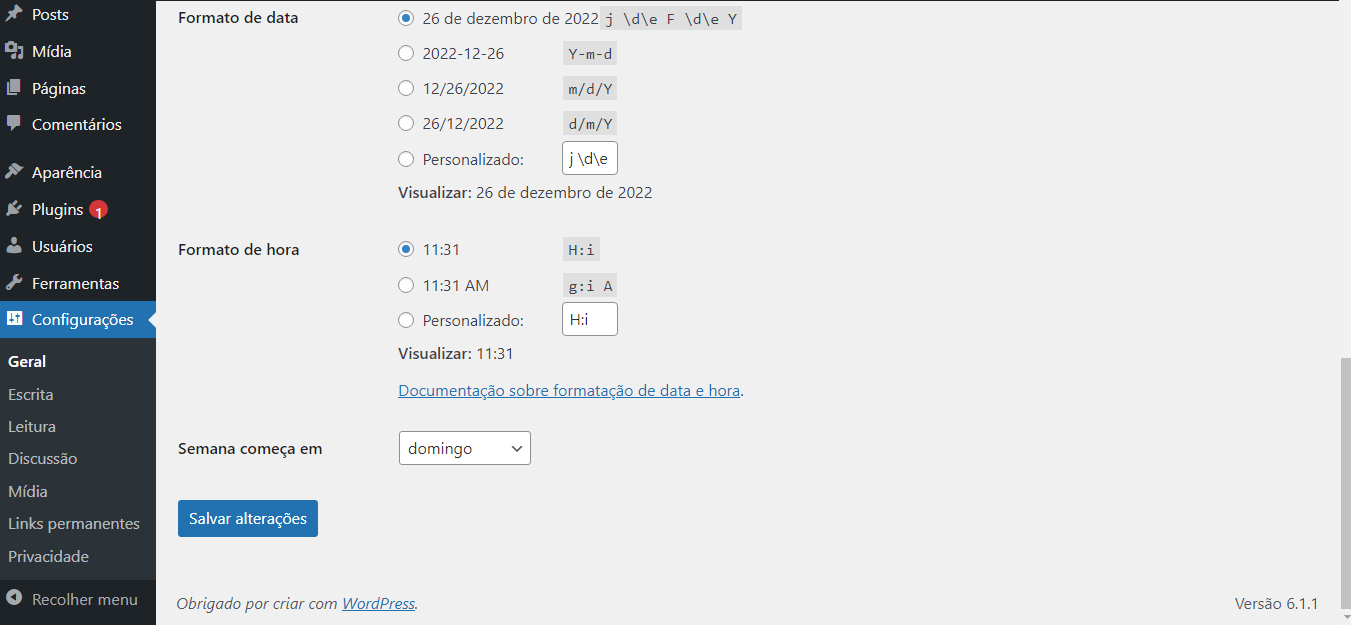 Posts
Mídia
Páginas
Comentários
Aparência
Plugins 1
Usuários
Ferramentas
Configurações
Geral
Escrita
Leitura
Discussão
Mídia
Links permanentes
Privacidade
Recolher menu
Formato de data
26 de dezembro de 2022 j \d\e F \d\e Y
2022-12-26 Y-m-d
12/26/2022 m/d/Y
26/12/2022 d/m/Y
Personalizado: j \d\e
Visualizar: 26 de dezembro de 2022
Formato de hora
11:31 H:i
11:31 AM g:i A
Personalizado: H:i
Visualizar: 11:31
Documentação sobre formatação de data e hora.
Semana começa em domingo
Salvar alterações
Obrigado por criar com WordPress.
Versão 6.1.1